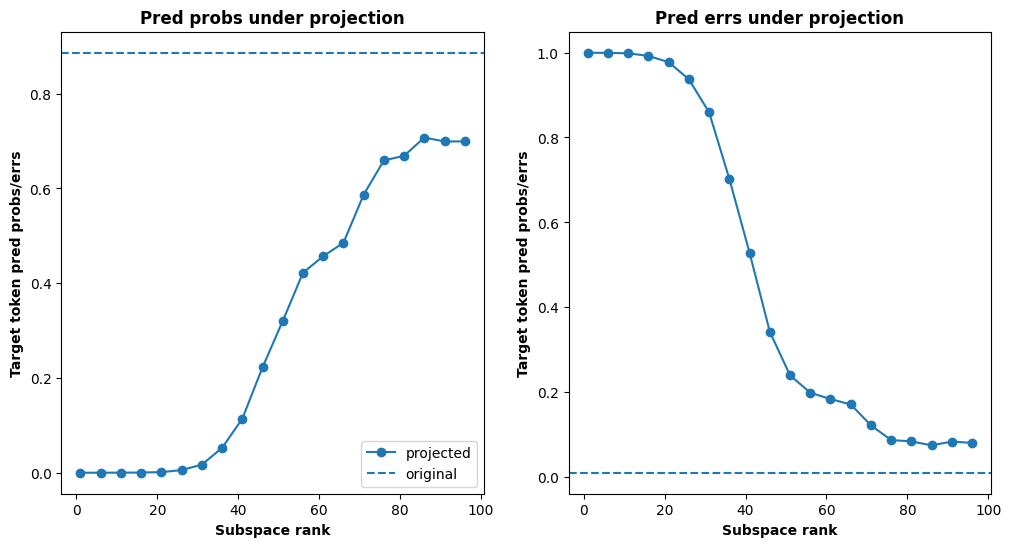 Pred probs under projection
Target token pred probs/errs
0.8
0.6
0.4
0.2
0.0
0 20 40 60 80 100
Subspace rank
projected
original
Pred errs under projection
Target token pred probs/errs
1.0
0.8
0.6
0.4
0.2
0.0
0 20 40 60 80 100
Subspace rank